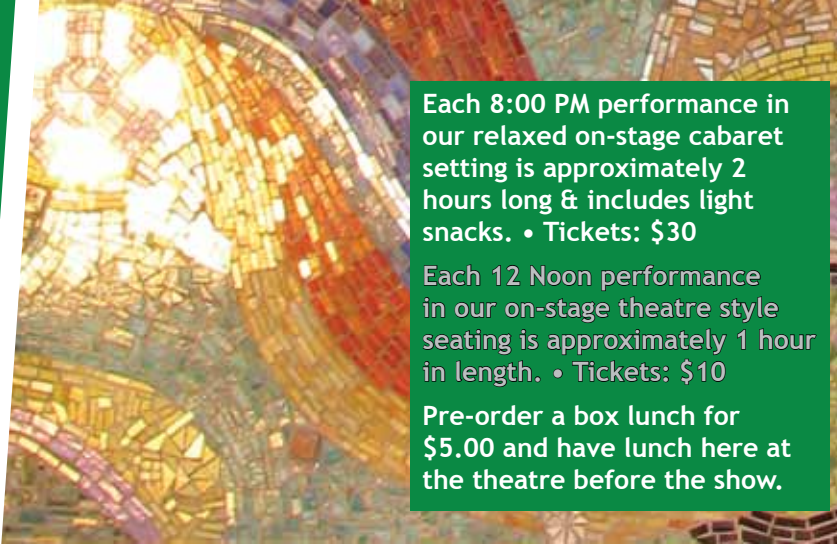 Each 8:00 PM performance in
our relaxed on-stage cabaret
setting is approximately 2
hours long & includes light
snacks. • Tickets: $30
Each 12 Noon performance
in our on-stage theatre style
seating is approximately 1 hour
in length. • Tickets: $10
Pre-order a box lunch for
$5.00 and have lunch here at
the theatre before the show.